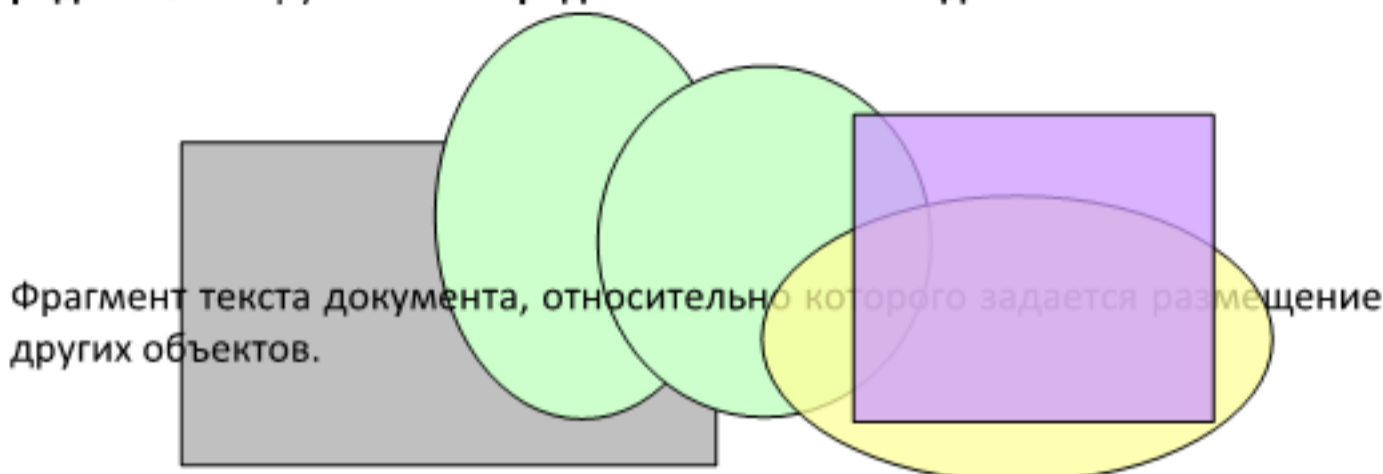 Фрагмент текста документа, относительно которого задается размещение
других объектов.